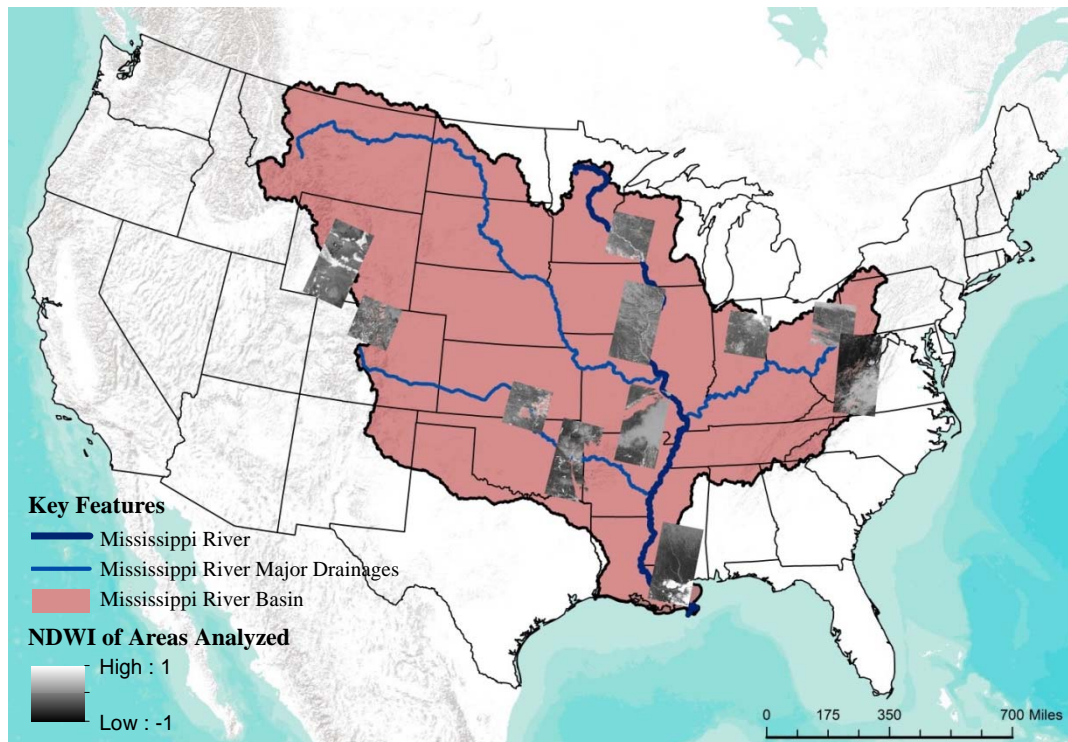 Key Features
Mississippi River
Mississippi River Major Drainages
Mississippi River Basin
NDWI of Areas Analyzed
High : 1
Low : -1
0 175 350 700 Miles
2